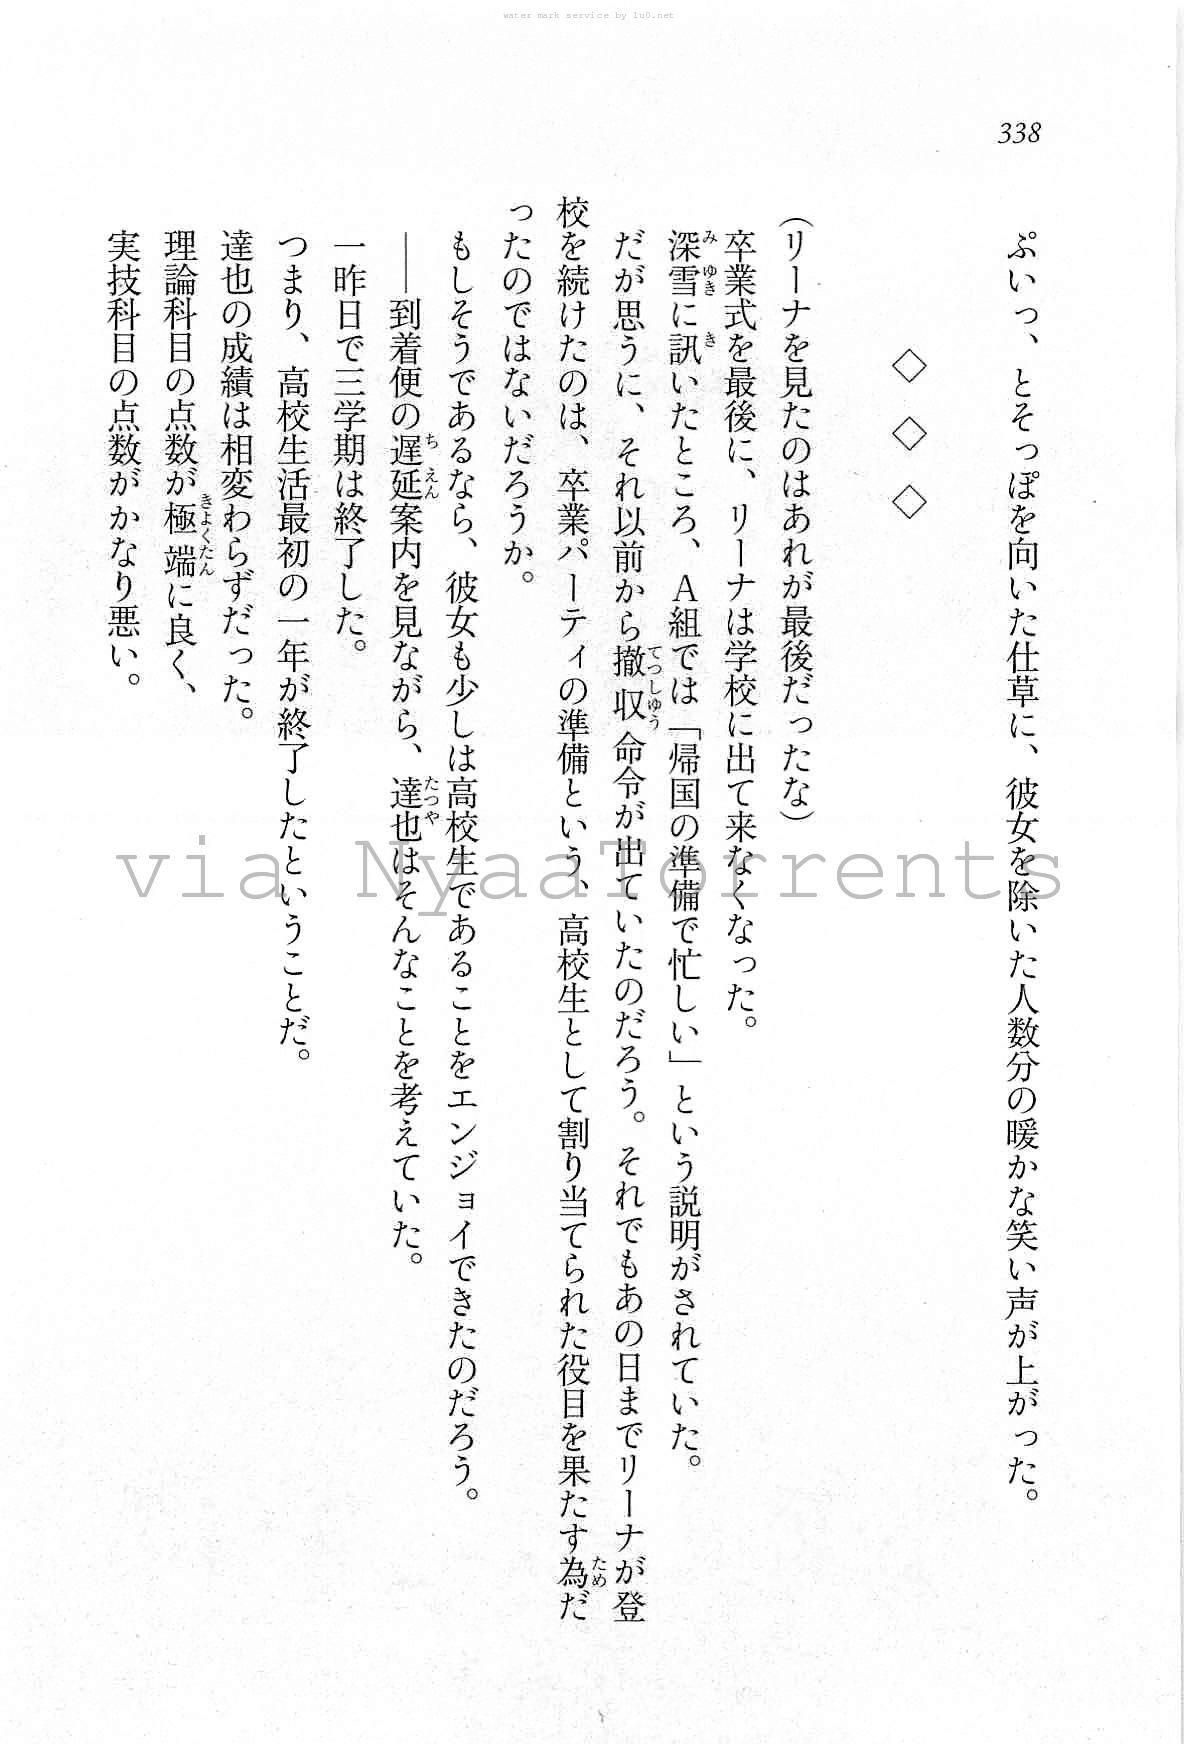 water mark service by lu0.net
338
ぷいっ、とそっぽを向いた仕草に、彼女を除いた人数分の暖かな笑い声が上がった。
◇ ◇ ◇
(リーナを見たのはあれが最後だったな)
卒業式を最後に、リーナは学校に出て来なくなった。
深雪に訊いたところ、A組では「帰国の準備で忙しい」という説明がされていた。
だが思うに、それ以前から撤収命令が出ていたのだろう。それでもあの日までリーナが登
校を続けたのは、卒業パーティの準備という、高校生として割り当てられた役目を果たす為だ
ったのではないだろうか。
もしそうであるなら、彼女も少しは高校生であることをエンジョイできたのだろう。
――到着便の遅延案内を見ながら、達也はそんなことを考えていた。
一昨日で三学期は終了した。
つまり、高校生活最初の一年が終了したということだ。
達也の成績は相変わらずだった。
理論科目の点数が極端に良く、
実技科目の点数がかなり悪い。
via NyaaTorrents